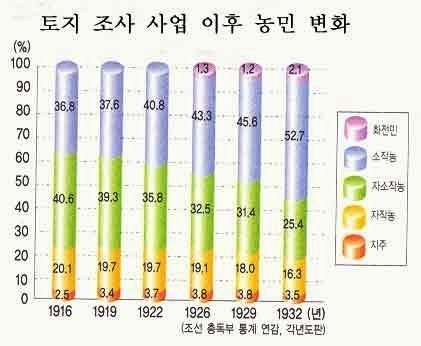 토지 조사 사업 이후 농민 변화
(%)
100
90
80
70
60
50
40
30
20
10
0
36.8 37.6 40.8 1.3 1.2 2.1
43.3 45.6 52.7
40.6 39.3 35.8 32.5 31.4 25.4
20.1 19.7 19.7 19.1 18.0 16.3
2.5 3.4 3.7 3.8 3.8 3.5
1916 1919 1922 1926 1929 1932 (년)
(조선 총독부 통계 연감, 각년도판)
화전민
소작농
자소작농
자작농
지주